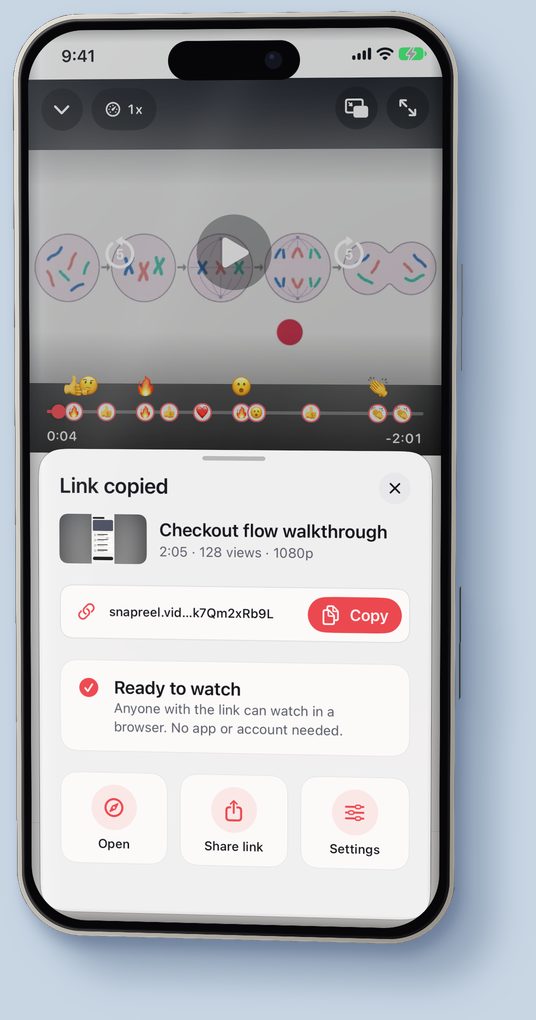 9:41
1x
5
5
0:04
-2:01
Link copied
Checkout flow walkthrough
2:05 · 128 views · 1080p
snapreel.vid...k7Qm2xRb9L
Copy
Ready to watch
Anyone with the link can watch in a
browser. No app or account needed.
Open
Share link
Settings